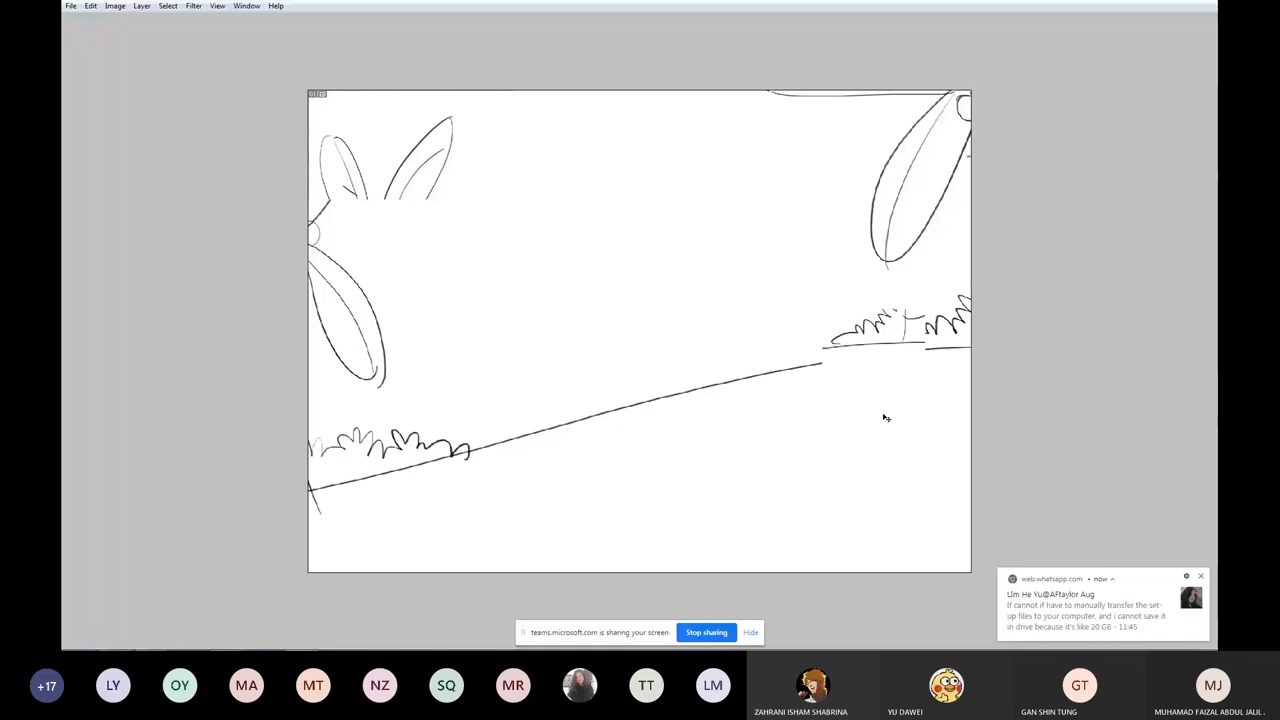 File Edit Image Layer Select Filter View Window Help
web.whatsapp.com • now
LIm He Yu@AFtaylor Aug
If cannot if have to manually transfer the set-
up files to your computer, and i cannot save it
in drive because it's like 20 GB - 11:45
teams.microsoft.com is sharing your screen. Stop sharing Hide
+17 LY OY MA MT NZ SQ MR TT LM GT MJ
ZAHRANI ISHAM SHABRINA YU DAWEI GAN SHIN TUNG MUHAMAD FAIZAL ABDUL JALIL .